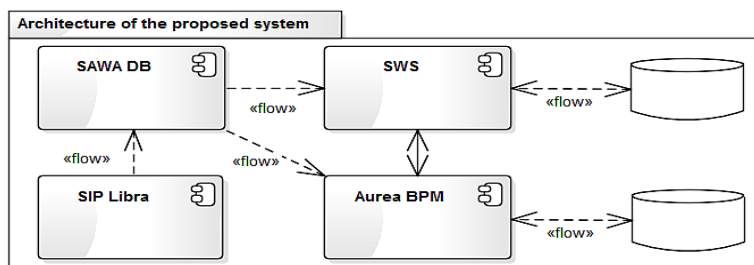 Architecture of the proposed system
SAWA DB
SWS
«flow»
«flow»
«flow»
«flow»
SIP Libra
Aurea BPM
«flow»